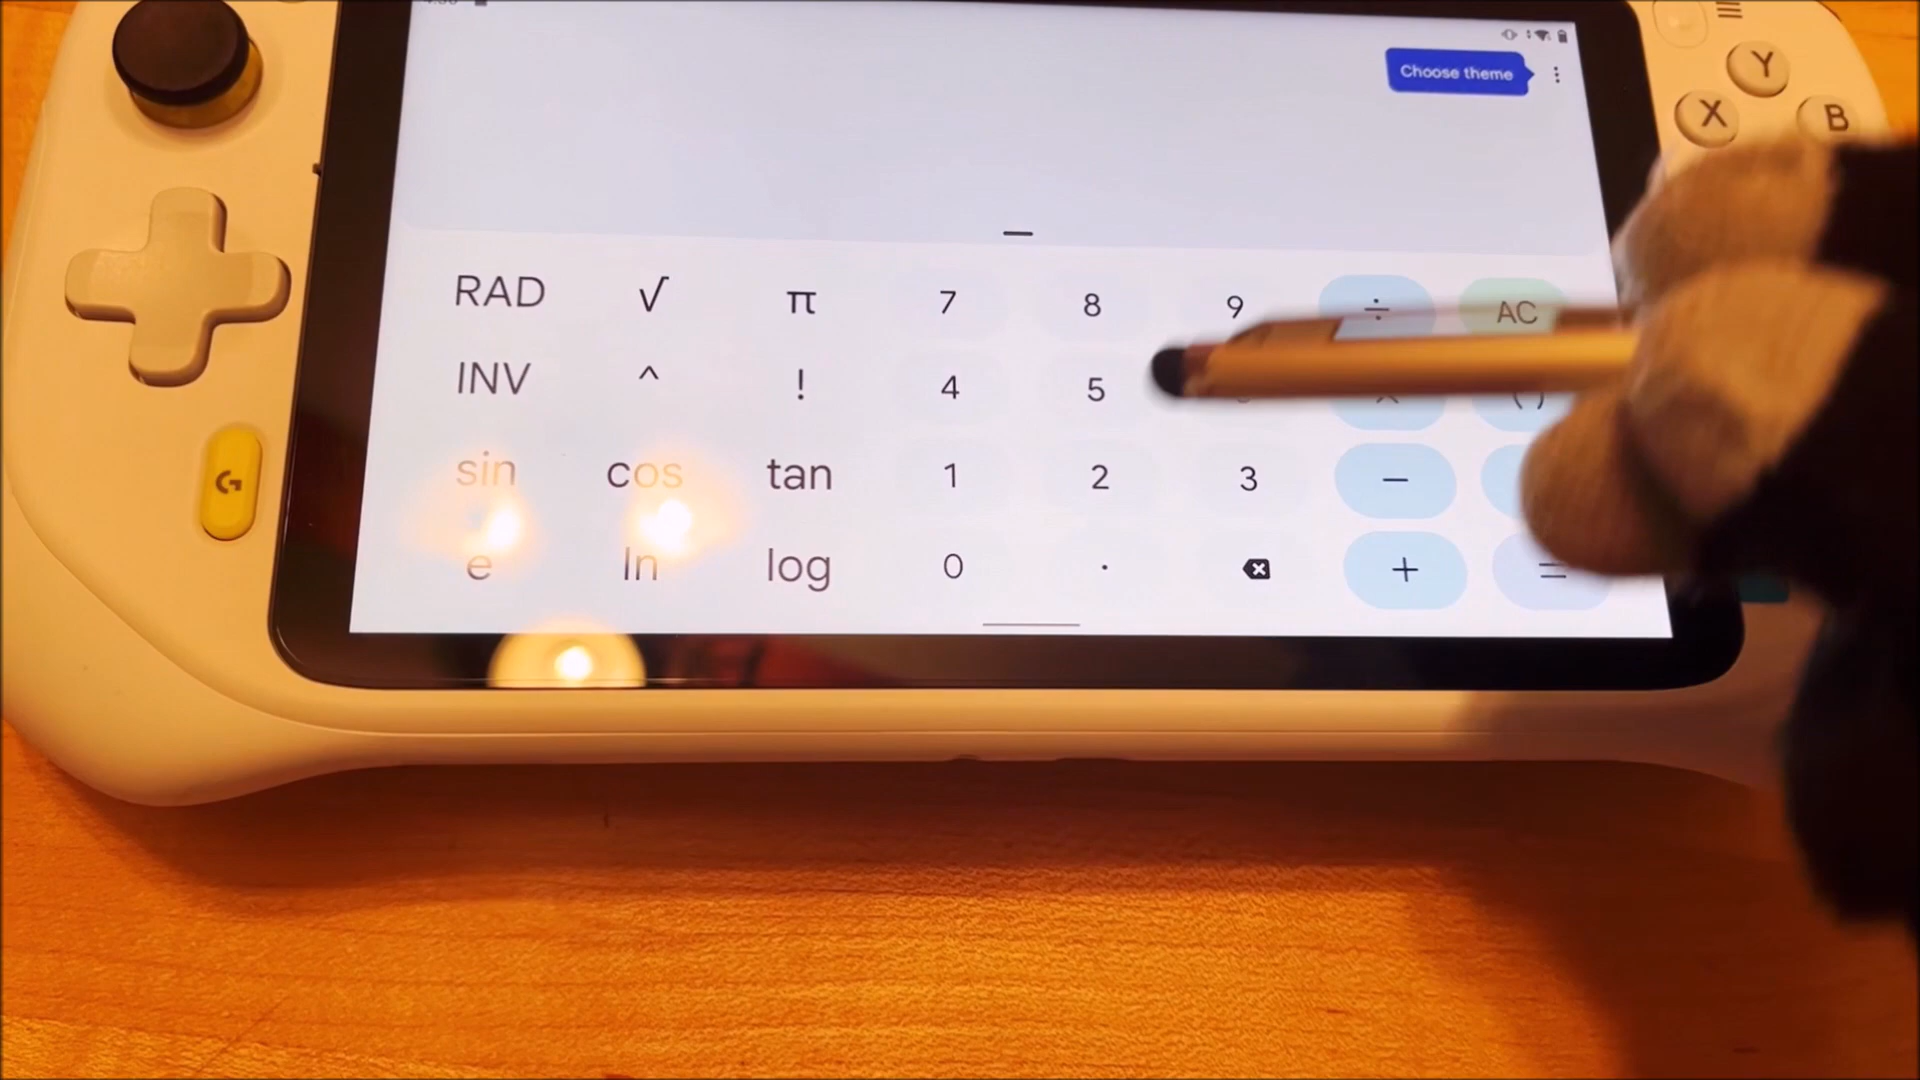 Choose theme
Y
X
B
RAD √ π 7 8 9 ÷ AC
INV ^ ! 4 5 ( )
sin cos tan 1 2 3 −
e ln log 0 . + =
G